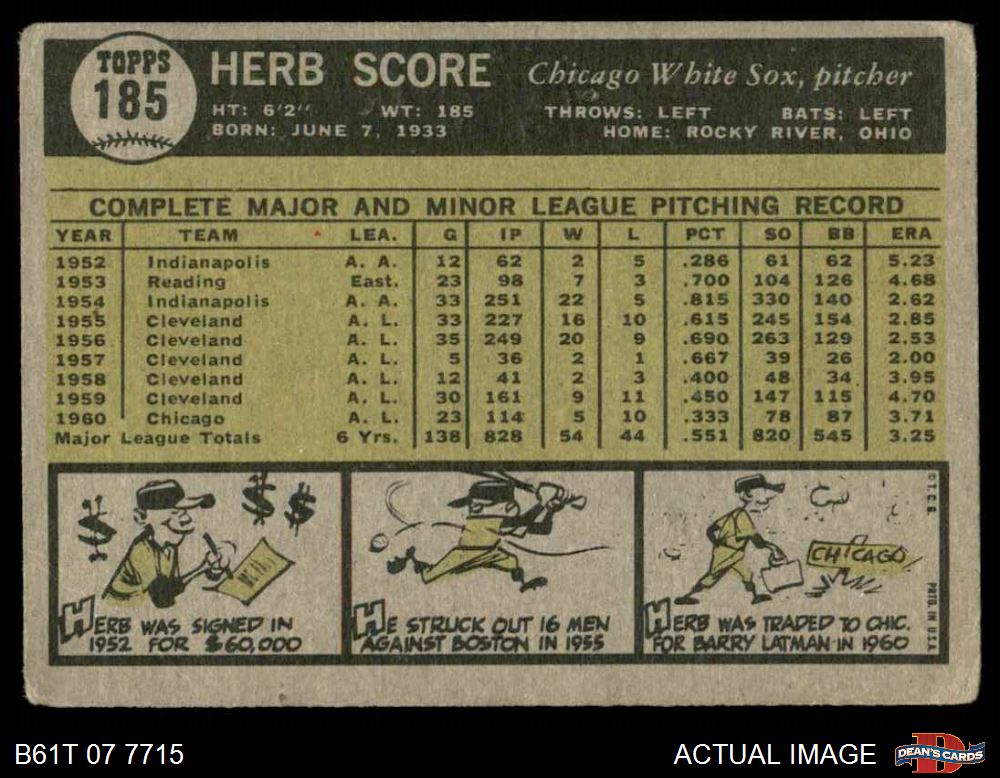 TOPPS
185
HERB SCORE Chicago White Sox, pitcher
HT: 6'2" WT: 185 THROWS: LEFT BATS: LEFT
BORN: JUNE 7, 1933 HOME: ROCKY RIVER, OHIO
COMPLETE MAJOR AND MINOR LEAGUE PITCHING RECORD
YEAR TEAM LEA. G IP W L PCT SO BB ERA
1952 Indianapolis A. A. 12 62 2 5 .286 61 62 5.23
1953 Reading East. 23 98 7 3 .700 104 126 4.68
1954 Indianapolis A. A. 33 251 22 5 .815 330 140 2.62
1955 Cleveland A. L. 33 227 16 10 .615 245 154 2.85
1956 Cleveland A. L. 35 249 20 9 .690 263 129 2.53
1957 Cleveland A. L. 5 36 2 1 .667 39 26 2.00
1958 Cleveland A. L. 12 41 2 3 .400 48 34 3.95
1959 Cleveland A. L. 30 161 9 11 .450 147 115 4.70
1960 Chicago A. L. 23 114 5 10 .333 78 87 3.71
Major League Totals 6 Yrs. 138 828 54 44 .551 820 545 3.25
$ $ $
HERB WAS SIGNED IN
1952 FOR $60,000
HE STRUCK OUT 16 MEN
AGAINST BOSTON IN 1955
CHICAGO
HERB WAS TRADED TO CHIC.
FOR BARRY LATMAN IN 1960
©T.C.G.
PRTD. IN U.S.A.
B61T 07 7715
ACTUAL IMAGE
DEAN'S CARDS